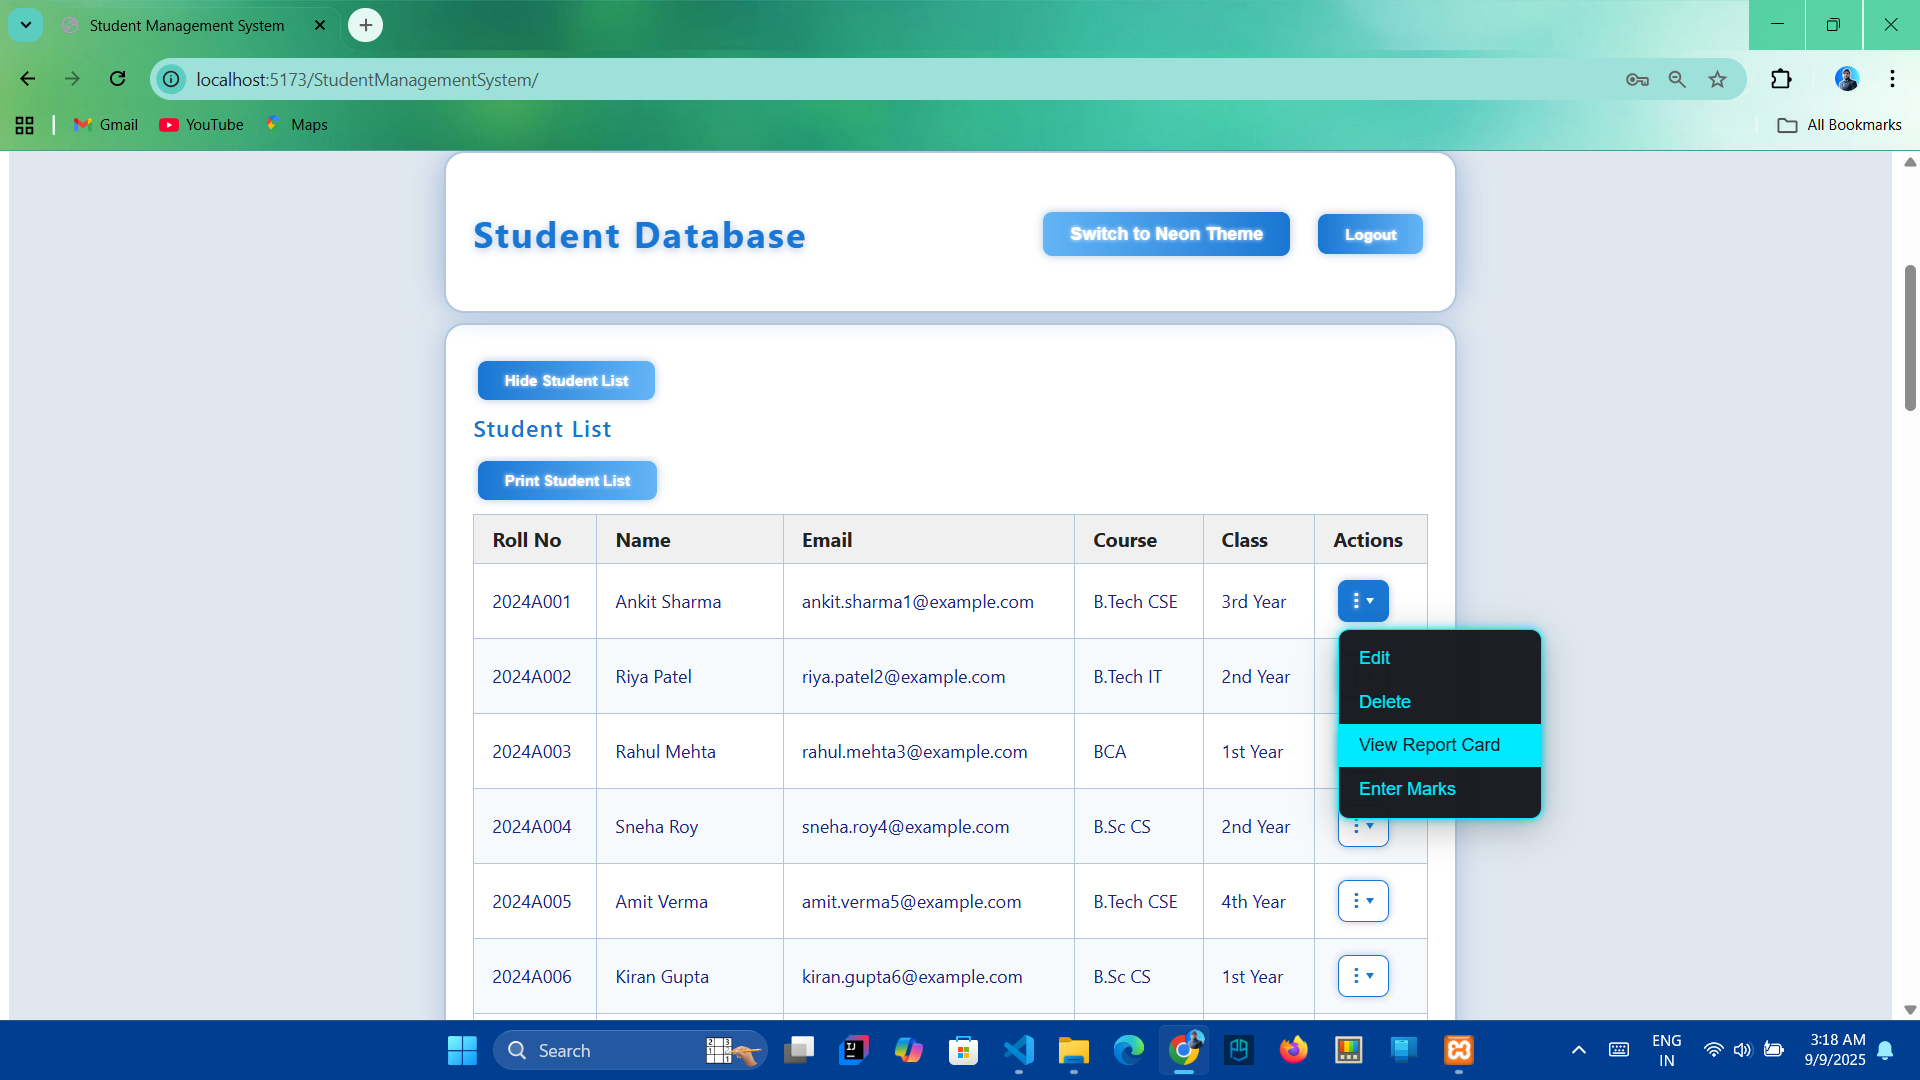 Student Management System
localhost:5173/StudentManagementSystem/
Gmail YouTube Maps All Bookmarks
Student Database Switch to Neon Theme Logout
Hide Student List
Student List
Print Student List
Roll No Name Email Course Class Actions
2024A001 Ankit Sharma ankit.sharma1@example.com B.Tech CSE 3rd Year
Edit
2024A002 Riya Patel riya.patel2@example.com B.Tech IT 2nd Year
Delete
View Report Card
2024A003 Rahul Mehta rahul.mehta3@example.com BCA 1st Year
Enter Marks
2024A004 Sneha Roy sneha.roy4@example.com B.Sc CS 2nd Year
2024A005 Amit Verma amit.verma5@example.com B.Tech CSE 4th Year
2024A006 Kiran Gupta kiran.gupta6@example.com B.Sc CS 1st Year
Search
ENG
IN
3:18 AM
9/9/2025